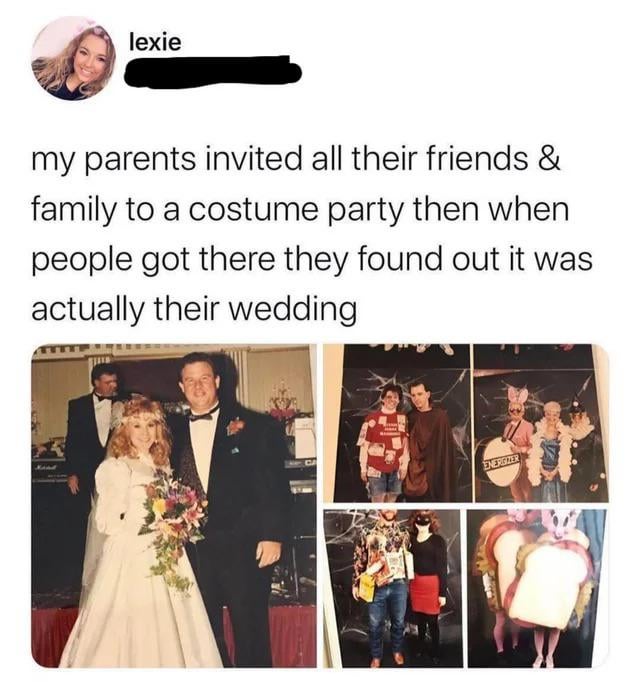 lexie
my parents invited all their friends &
family to a costume party then when
people got there they found out it was
actually their wedding
Marshall
ENERGIZER